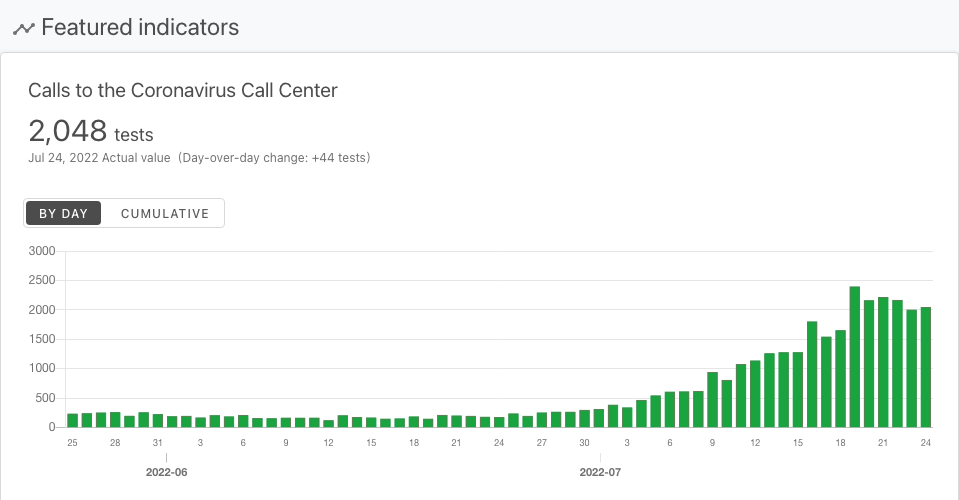 Featured indicators
Calls to the Coronavirus Call Center
2,048 tests
Jul 24, 2022 Actual value (Day-over-day change: +44 tests)
BY DAY CUMULATIVE
3000
2500
2000
1500
1000
500
0
25 28 31 3 6 9 12 15 18 21 24 27 30 3 6 9 12 15 18 21 24
2022-06 2022-07